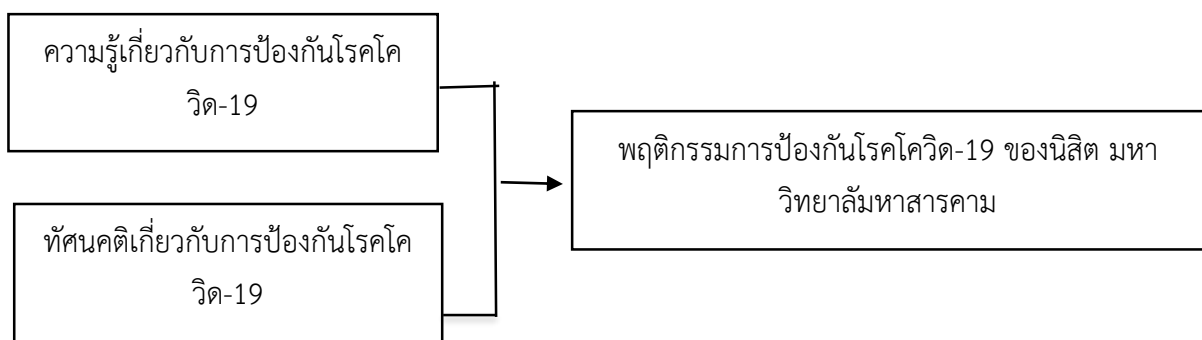 ความรู้เกี่ยวกับการป้องกันโรคโค
วิด-19
พฤติกรรมการป้องกันโรคโควิด-19 ของนิสิต มหา
วิทยาลัมหาสารคาม
ทัศนคติเกี่ยวกับการป้องกันโรคโค
วิด-19